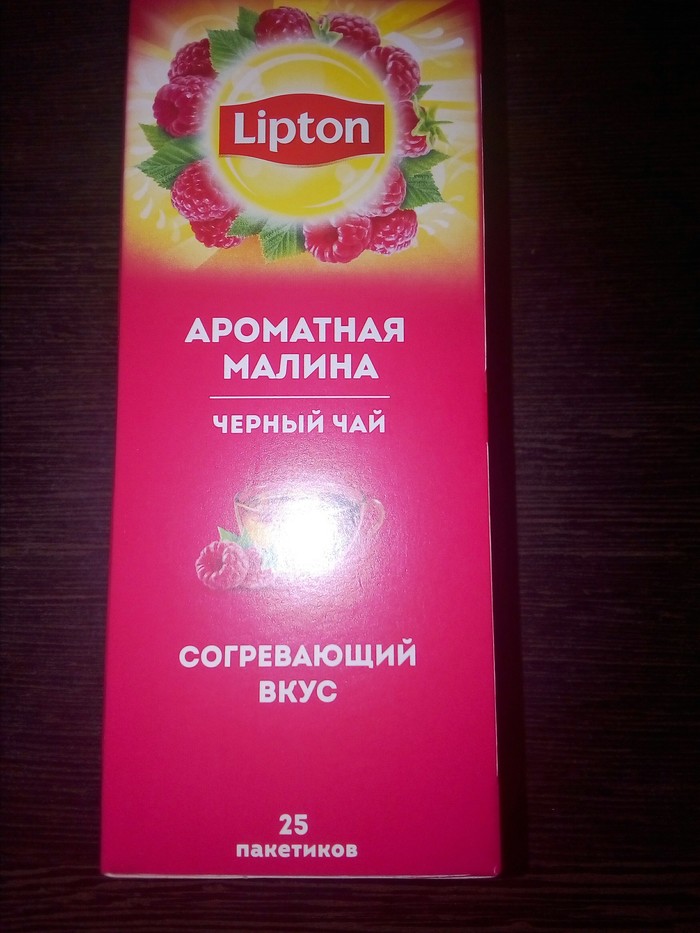 Lipton
АРОМАТНАЯ
МАЛИНА
ЧЕРНЫЙ ЧАЙ
СОГРЕВАЮЩИЙ
ВКУС
25
пакетиков